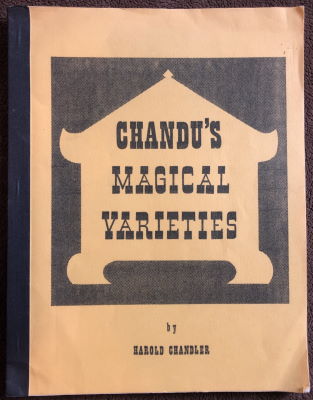 CHANDU'S
MAGICAL
VARIETIES
by
HAROLD CHANDLER